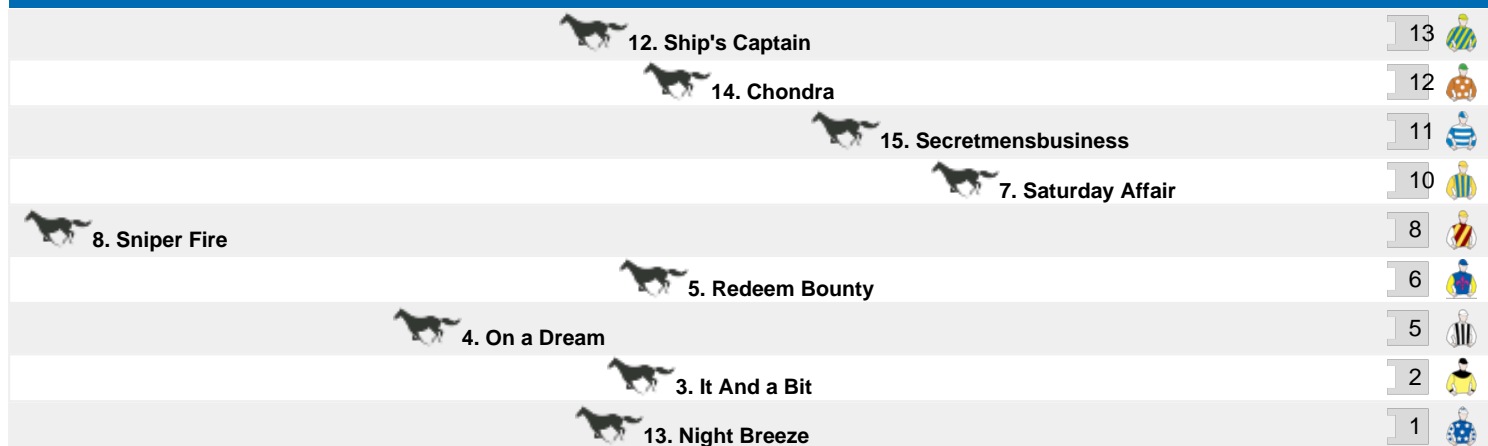 12. Ship's Captain 13
14. Chondra 12
15. Secretmensbusiness 11
7. Saturday Affair 10
8. Sniper Fire 8
5. Redeem Bounty 6
4. On a Dream 5
3. It And a Bit 2
13. Night Breeze 1